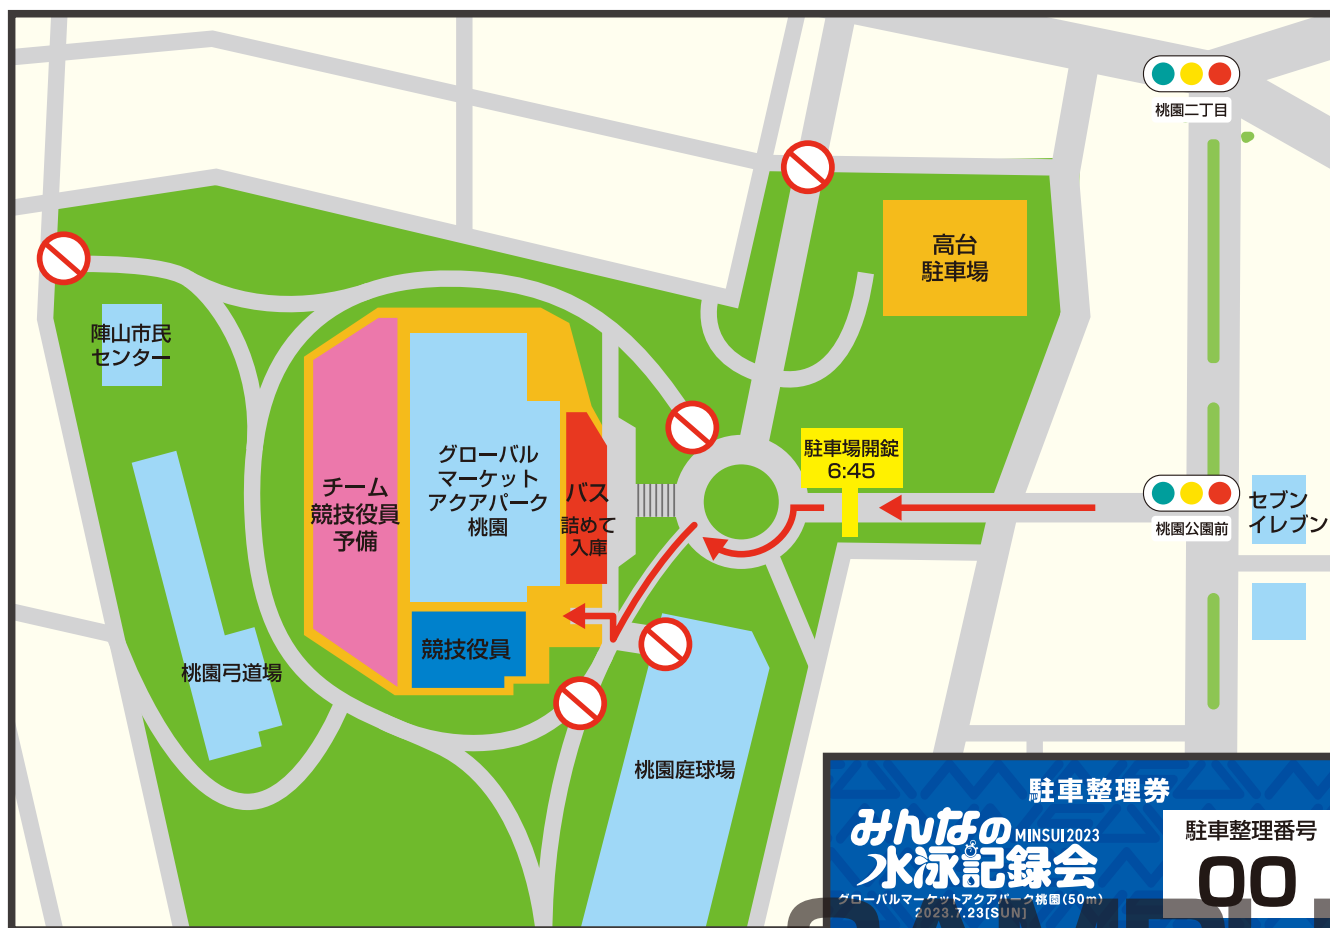 桃園二丁目
高台
駐車場
陣山市民
センター
駐車場開錠
6:45
グローバル
マーケット
アクアパーク
桃園
チーム
競技役員
予備
バス
詰めて
入庫
セブン
イレブン
桃園公園前
競技役員
桃園弓道場
桃園庭球場
駐車整理券
みんなの
MINSUI2023
水泳記録会
グローバルマーケットアクアパーク桃園(50m)
2023.7.23[SUN]
駐車整理番号
00